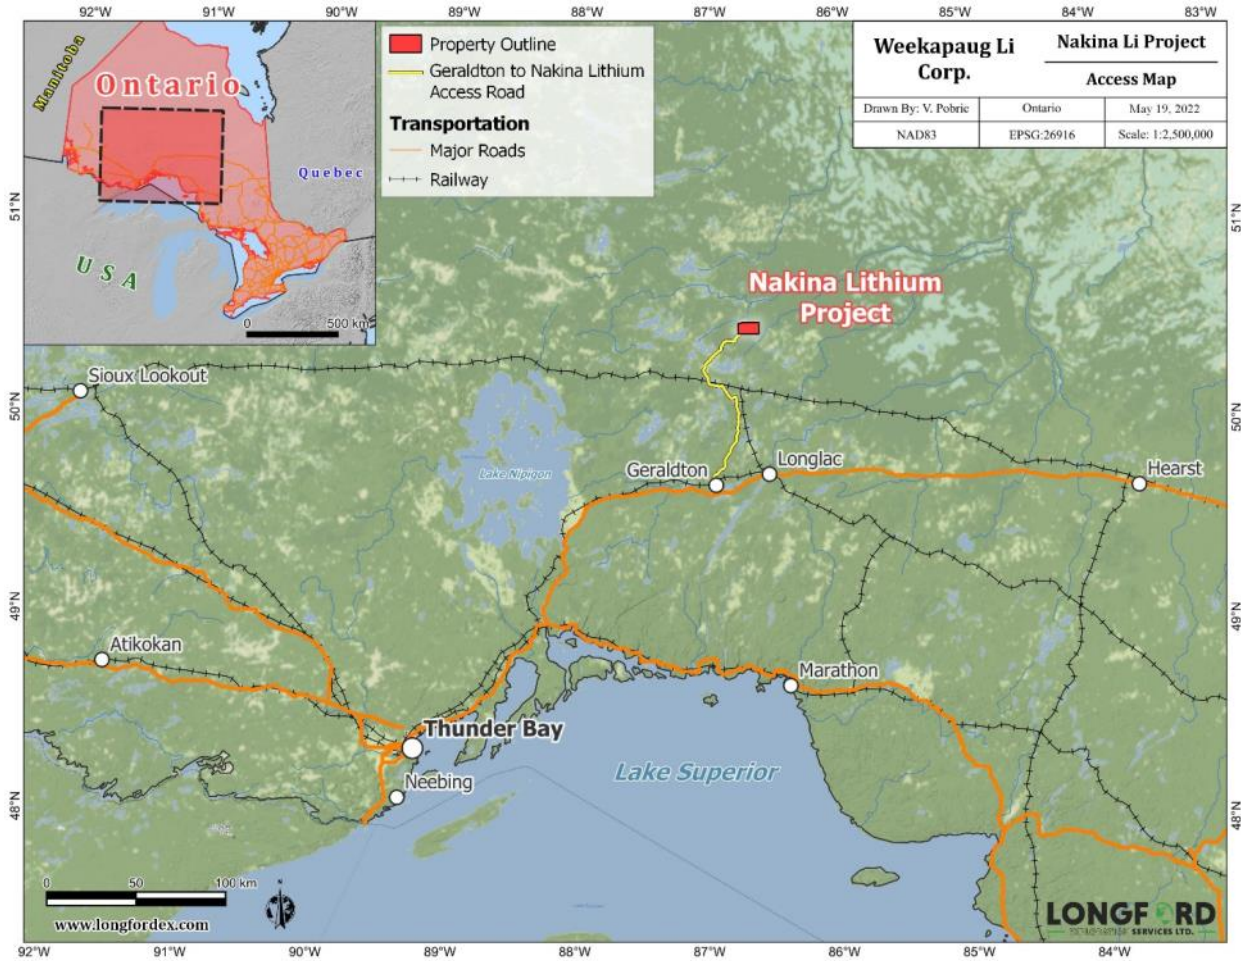 92°W 91°W 90°W 89°W 88°W 87°W 86°W 85°W 84°W 83°W
Manitoba
Ontario
Quebec
USA
0 500 km
Property Outline
Geraldton to Nakina Lithium
Access Road
Transportation
Major Roads
Railway
Weekapaug Li
Corp.
Nakina Li Project
Access Map
Drawn By: V. Pobric
Ontario
May 19, 2022
NAD83
EPSG:26916
Scale: 1:2,500,000
51°N
51°N
Nakina Lithium
Project
Sioux Lookout
50°N
50°N
Lake Nipigon
Geraldton
Longlac
Hearst
49°N
49°N
Atikokan
Marathon
Thunder Bay
Lake Superior
Neebing
48°N
48°N
0 50 100 km
N
www.longfordex.com
LONGFORD
EXPLORATION SERVICES LTD.
92°W 91°W 90°W 89°W 88°W 87°W 86°W 85°W 84°W 83°W